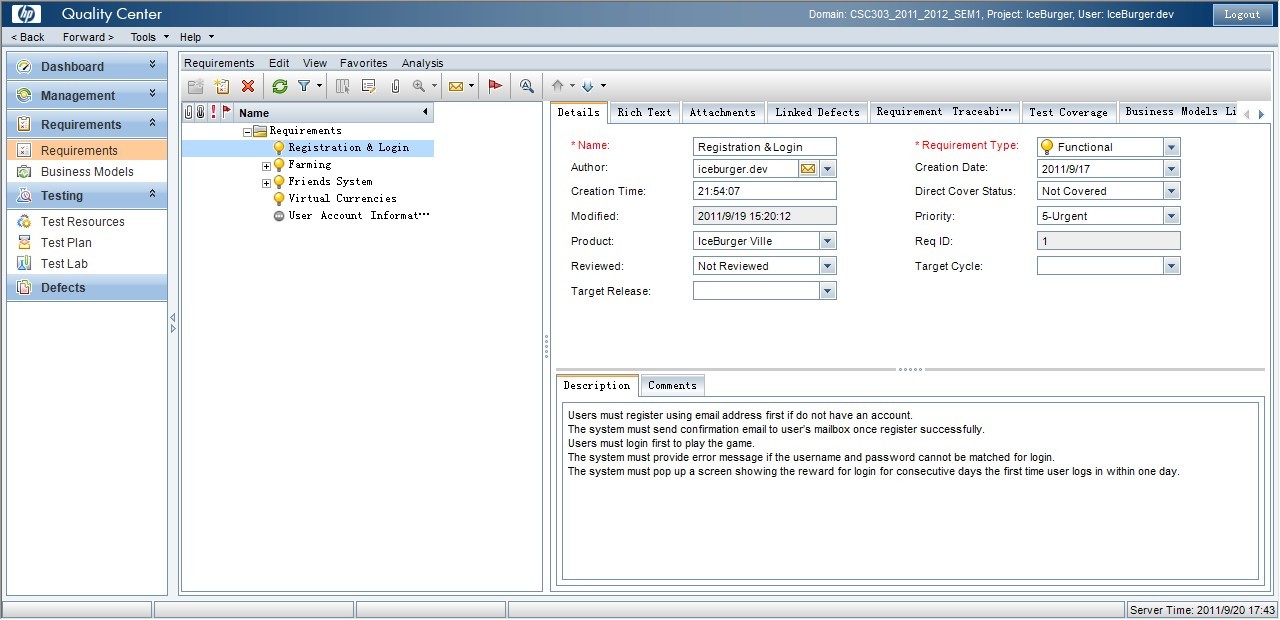 hp Quality Center
Domain: CSC303_2011_2012_SEM1, Project: IceBurger, User: IceBurger.dev
Logout
< Back Forward > Tools Help
Dashboard
Management
Requirements
Requirements
Business Models
Testing
Test Resources
Test Plan
Test Lab
Defects
Requirements Edit View Favorites Analysis
Name
Requirements
Registration & Login
Farming
Friends System
Virtual Currencies
User Account Informat···
Details Rich Text Attachments Linked Defects Requirement Traceabi··· Test Coverage Business Models Li
* Name: Registration & Login * Requirement Type: Functional
Author: iceburger.dev Creation Date: 2011/9/17
Creation Time: 21:54:07 Direct Cover Status: Not Covered
Modified: 2011/9/19 15:20:12 Priority: 5-Urgent
Product: IceBurger Ville Req ID: 1
Reviewed: Not Reviewed Target Cycle:
Target Release:
Description Comments
Users must register using email address first if do not have an account.
The system must send confirmation email to user's mailbox once register successfully.
Users must login first to play the game.
The system must provide error message if the username and password cannot be matched for login.
The system must pop up a screen showing the reward for login for consecutive days the first time user logs in within one day.
Server Time: 2011/9/20 17:43